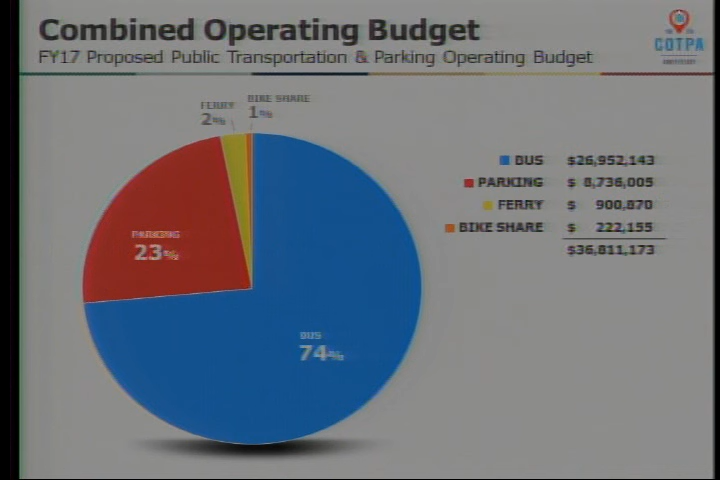 Combined Operating Budget
FY17 Proposed Public Transportation & Parking Operating Budget
COTPA
FERRY
2%
BIKE SHARE
1%
PARKING
23%
BUS
74%
BUS $26,952,143
PARKING $ 8,736,005
FERRY $ 900,870
BIKE SHARE $ 222,155
$36,811,173